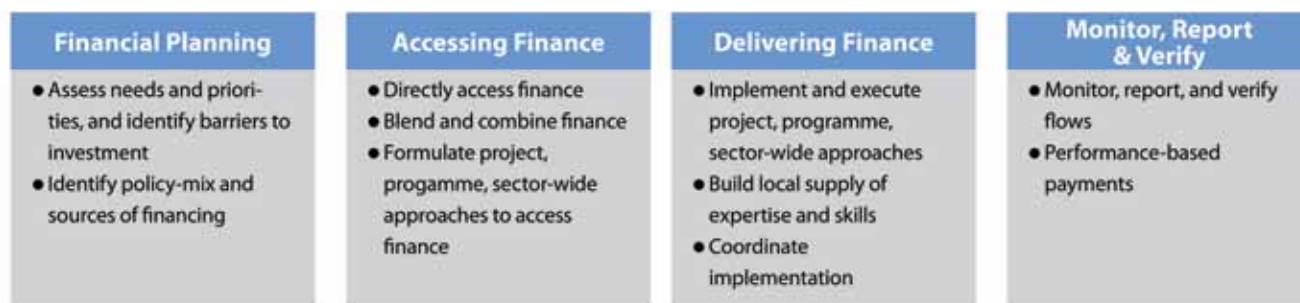 Financial Planning
● Assess needs and priori-
ties, and identify barriers to
investment
● Identify policy-mix and
sources of financing
Accessing Finance
● Directly access finance
● Blend and combine finance
● Formulate project,
progamme, sector-wide
approaches to access
finance
Delivering Finance
● Implement and execute
project, programme,
sector-wide approaches
● Build local supply of
expertise and skills
● Coordinate
implementation
Monitor, Report
& Verify
● Monitor, report, and verify
flows
● Performance-based
payments